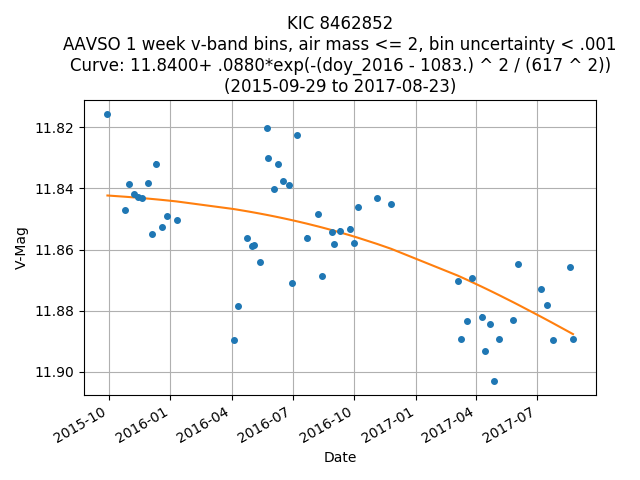 KIC 8462852
AAVSO 1 week v-band bins, air mass <= 2, bin uncertainty < .001
Curve: 11.8400+ .0880*exp(-(doy_2016 - 1083.) ^ 2 / (617 ^ 2))
(2015-09-29 to 2017-08-23)
V-Mag
11.82
11.84
11.86
11.88
11.90
2015-10
2016-01
2016-04
2016-07
2016-10
2017-01
2017-04
2017-07
Date